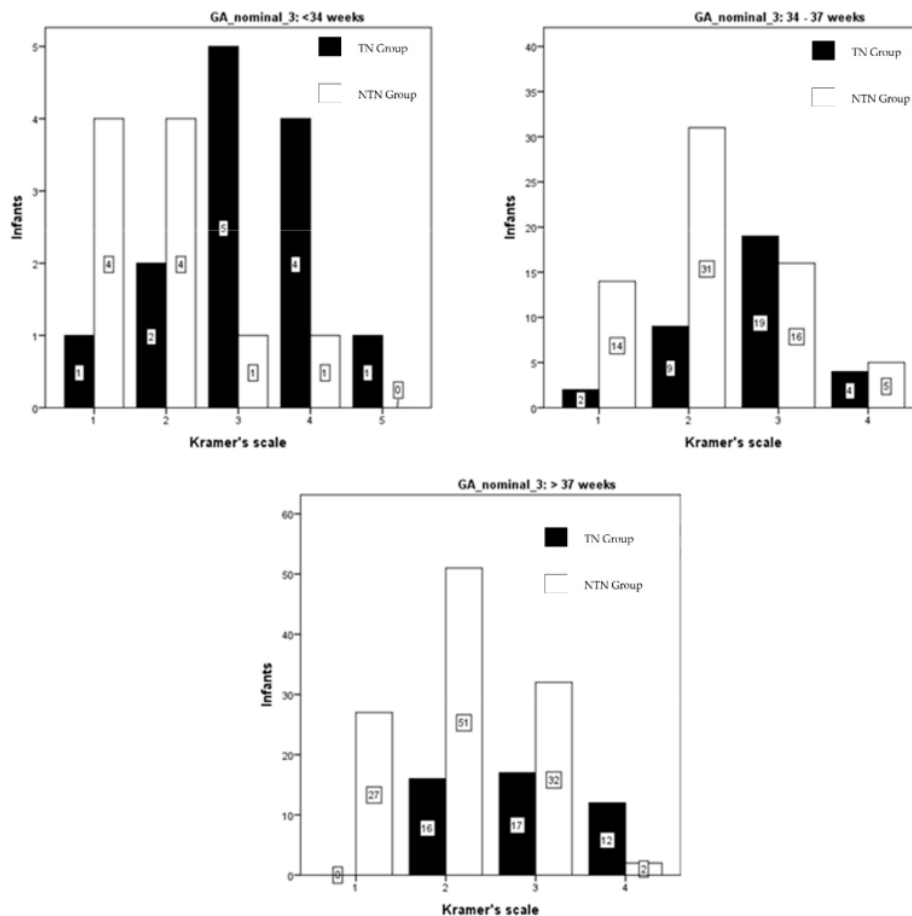 GA_nominal_3: <34 weeks
TN Group
NTN Group
Infants
5
4
3
2
1
0
1
4
2
4
5
1
4
1
1
0
1 2 3 4 5
Kramer's scale
GA_nominal_3: 34 - 37 weeks
TN Group
NTN Group
Infants
40
35
30
25
20
15
10
5
0
2
14
9
31
19
16
4
5
1 2 3 4
Kramer's scale
GA_nominal_3: > 37 weeks
TN Group
NTN Group
Infants
60
50
40
30
20
10
0
0
27
16
51
17
32
12
2
1 2 3 4
Kramer's scale